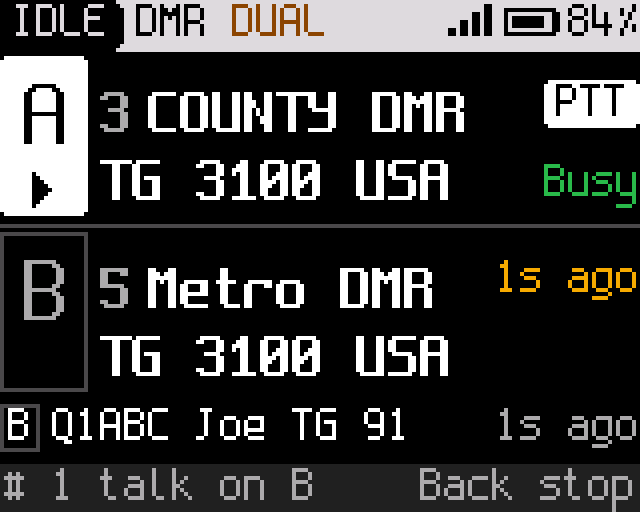 IDLE DMR DUAL 84%
A 3 COUNTY DMR PTT
TG 3100 USA Busy
B 5 Metro DMR 1s ago
TG 3100 USA
B Q1ABC Joe TG 91 1s ago
# 1 talk on B Back stop